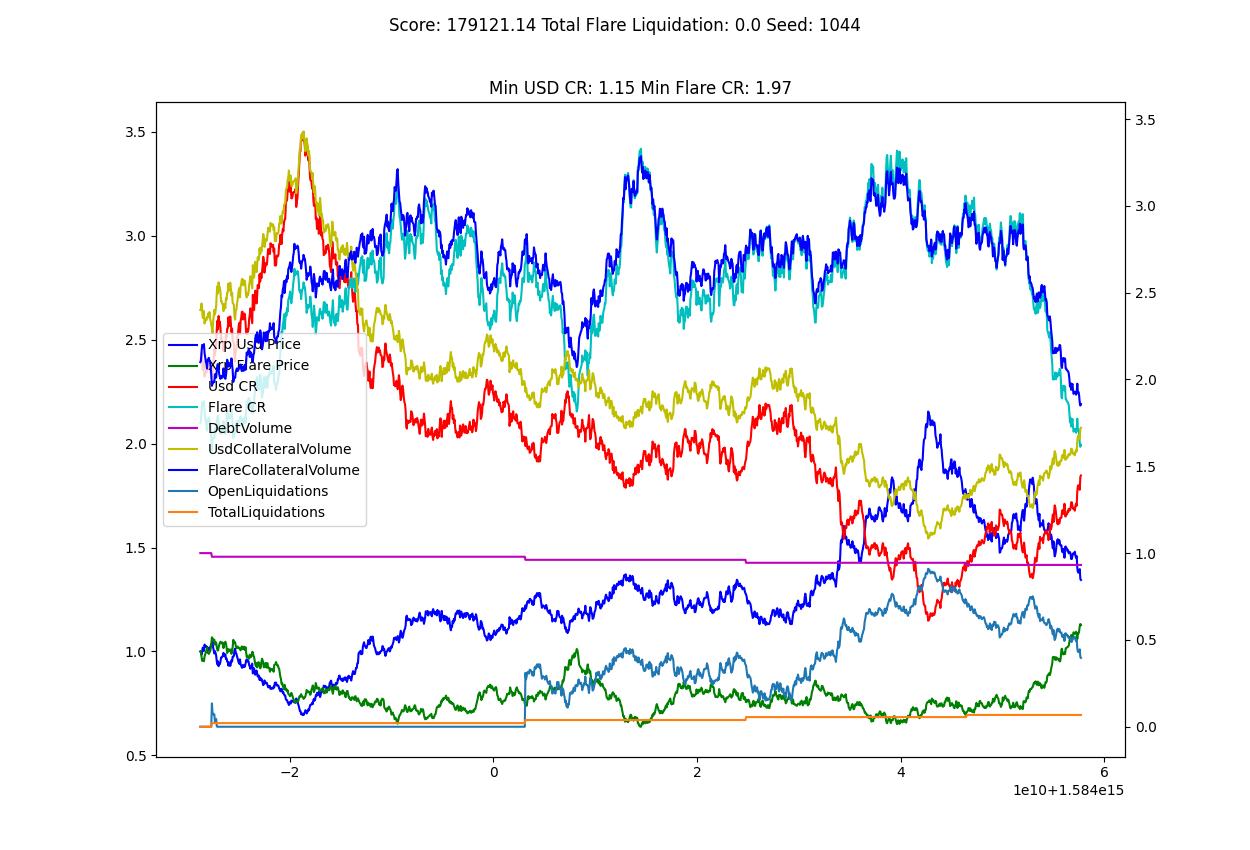 Score: 179121.14 Total Flare Liquidation: 0.0 Seed: 1044
Min USD CR: 1.15 Min Flare CR: 1.97
3.5
3.0
2.5
2.0
1.5
1.0
0.5
Xrp Usd Price
Xrp Flare Price
Usd CR
Flare CR
DebtVolume
UsdCollateralVolume
FlareCollateralVolume
OpenLiquidations
TotalLiquidations
3.5
3.0
2.5
2.0
1.5
1.0
0.5
0.0
−2 0 2 4 6
1e10+1.584e15